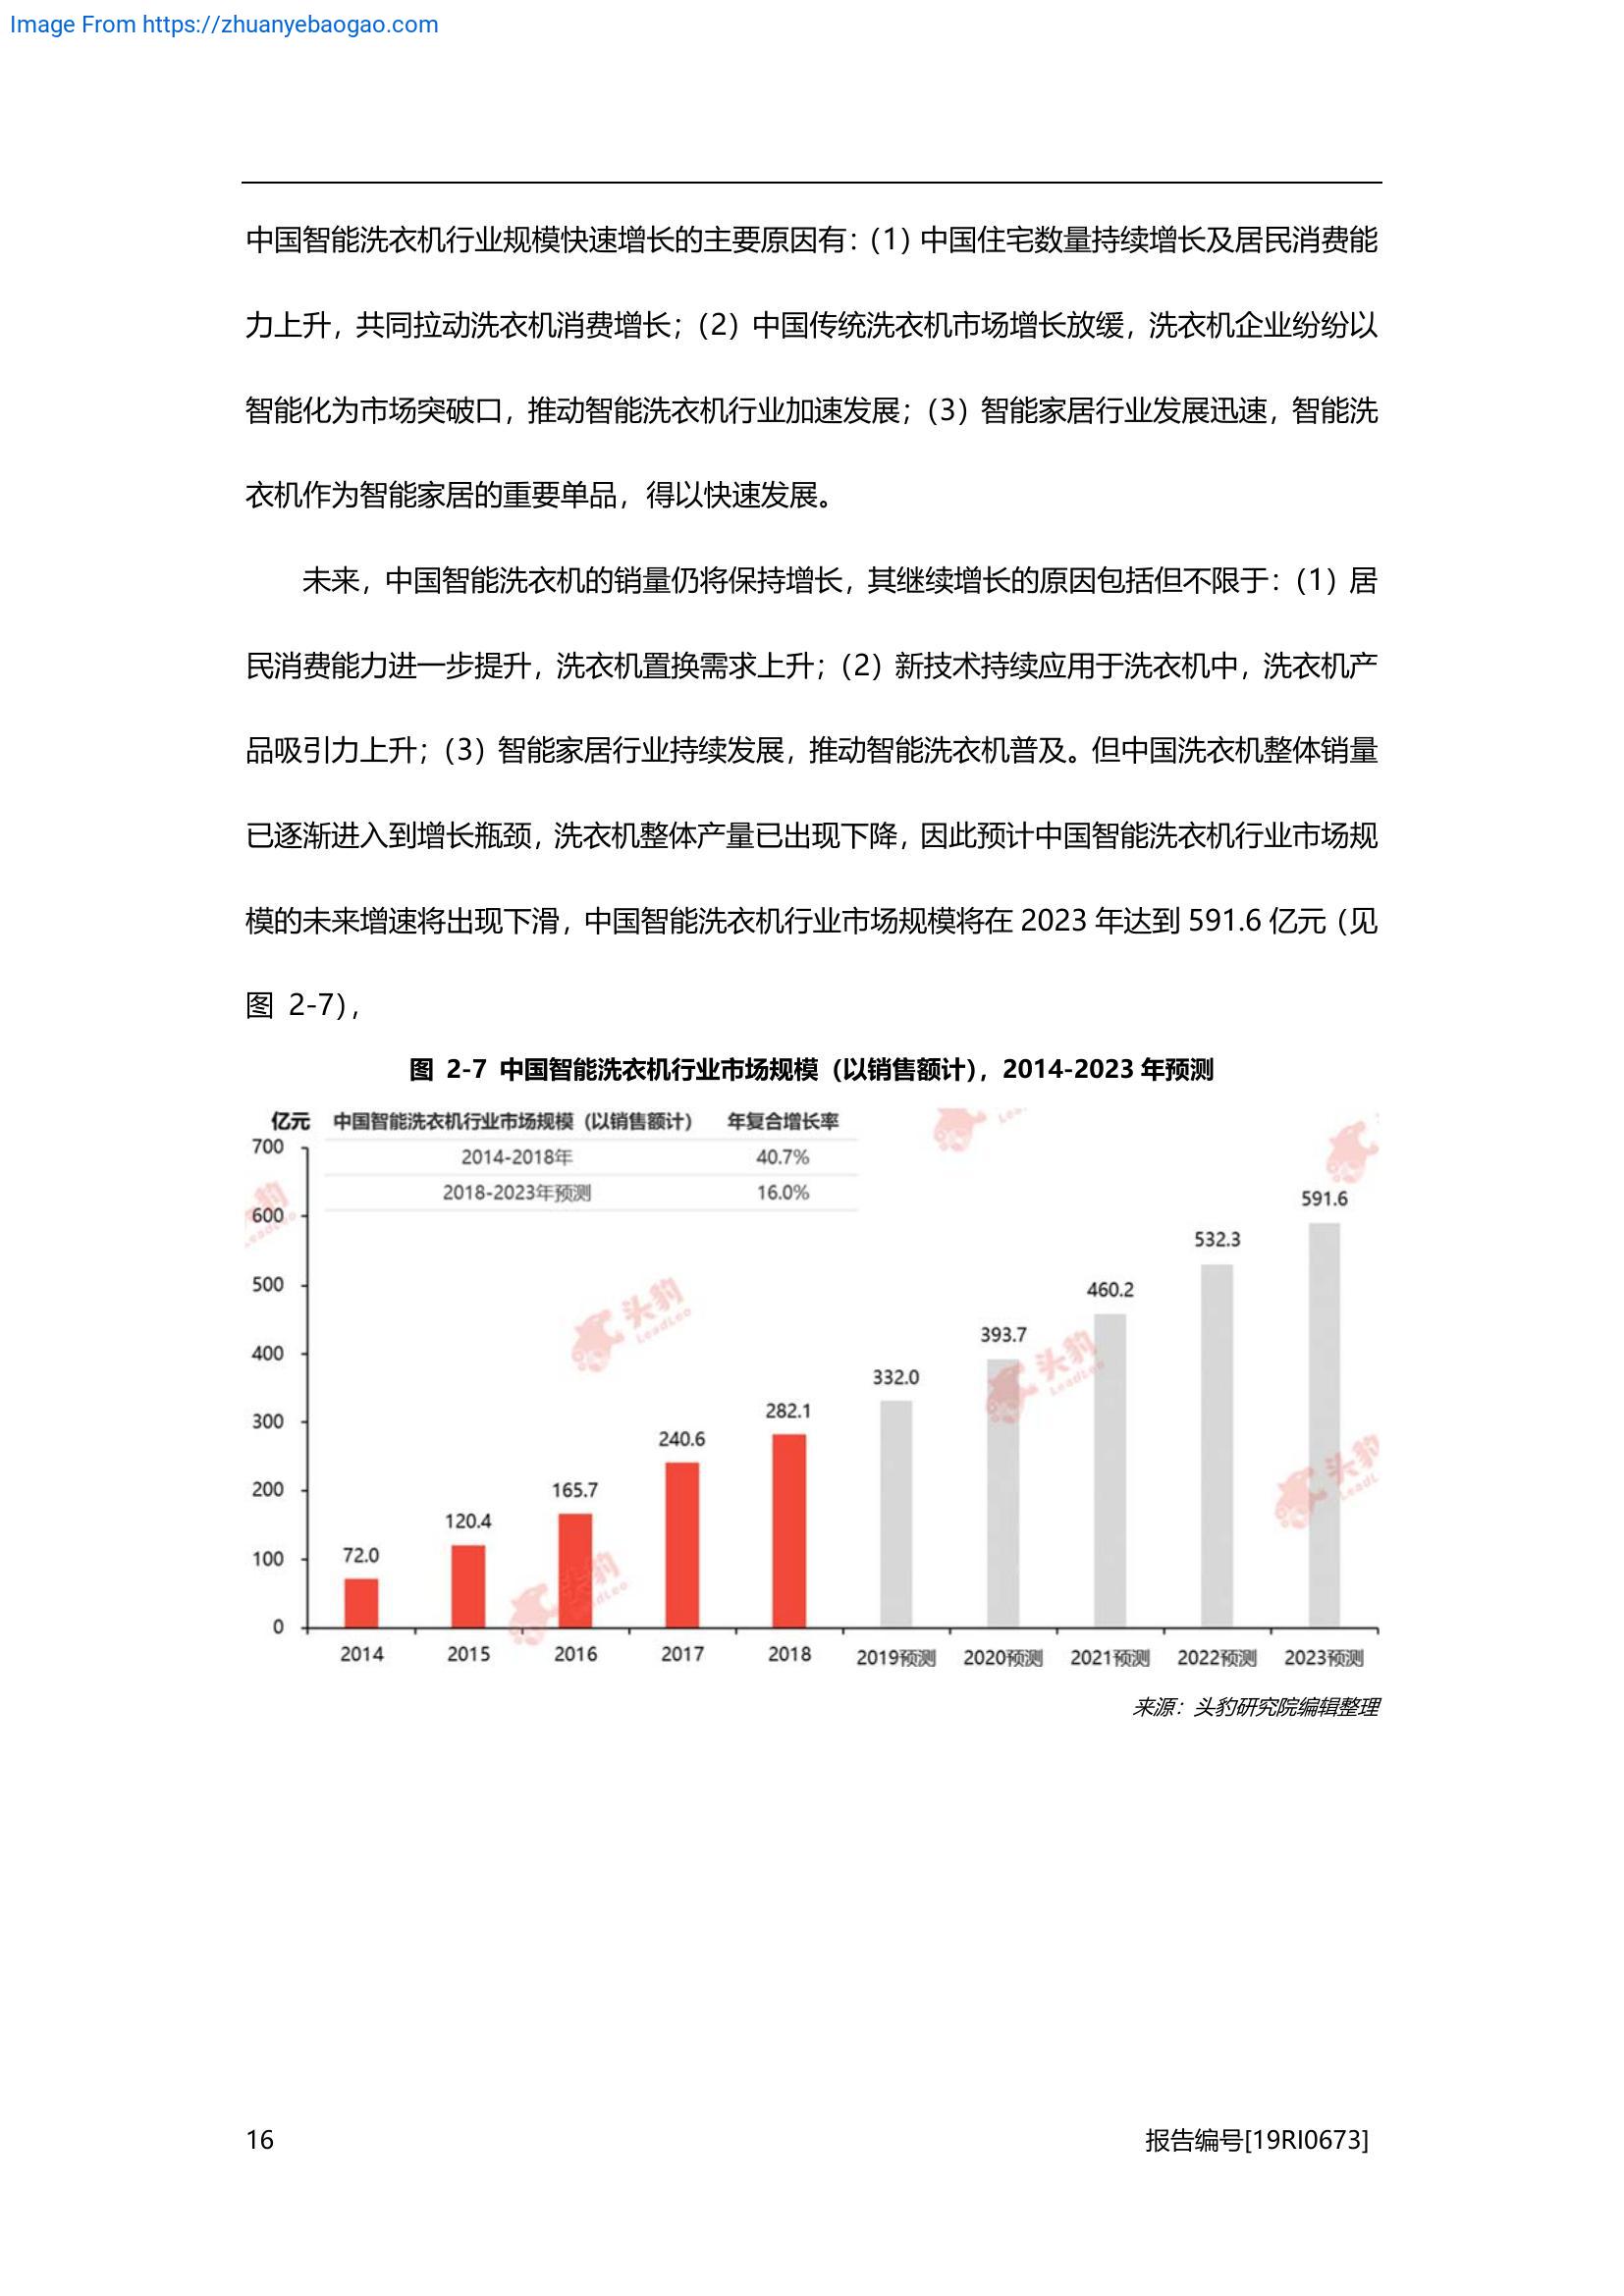 Image From https://zhuanyebaogao.com
中国智能洗衣机行业规模快速增长的主要原因有：（1）中国住宅数量持续增长及居民消费能
力上升，共同拉动洗衣机消费增长；（2）中国传统洗衣机市场增长放缓，洗衣机企业纷纷以
智能化为市场突破口，推动智能洗衣机行业加速发展；（3）智能家居行业发展迅速，智能洗
衣机作为智能家居的重要单品，得以快速发展。
未来，中国智能洗衣机的销量仍将保持增长，其继续增长的原因包括但不限于：（1）居
民消费能力进一步提升，洗衣机置换需求上升；（2）新技术持续应用于洗衣机中，洗衣机产
品吸引力上升；（3）智能家居行业持续发展，推动智能洗衣机普及。但中国洗衣机整体销量
已逐渐进入到增长瓶颈，洗衣机整体产量已出现下降，因此预计中国智能洗衣机行业市场规
模的未来增速将出现下滑，中国智能洗衣机行业市场规模将在 2023 年达到 591.6 亿元（见
图 2-7），
图 2-7 中国智能洗衣机行业市场规模（以销售额计），2014-2023 年预测
亿元 中国智能洗衣机行业市场规模（以销售额计） 年复合增长率
2014-2018年 40.7%
2018-2023年预测 16.0%
700
600
500
400
300
200
100
0
72.0
120.4
165.7
240.6
282.1
332.0
393.7
460.2
532.3
591.6
2014 2015 2016 2017 2018 2019预测 2020预测 2021预测 2022预测 2023预测
头豹 LeadLeo
头豹 LeadLeo
头豹
头豹
来源：头豹研究院编辑整理
16 报告编号[19RI0673]